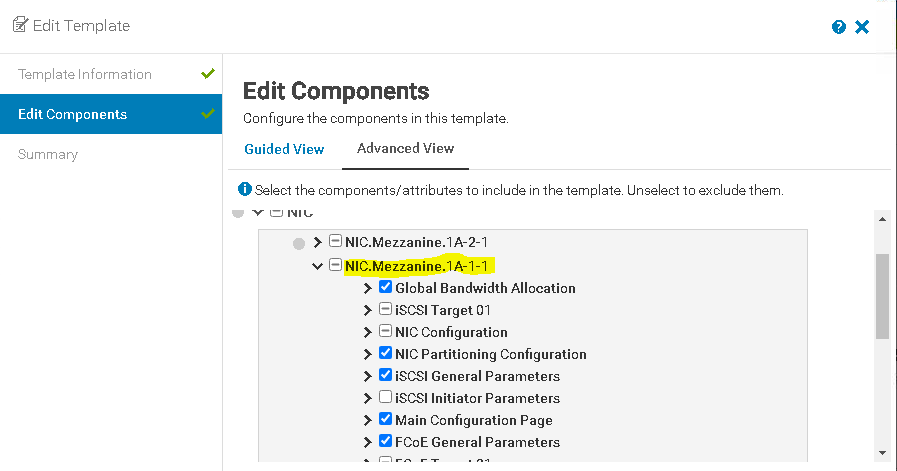 Edit Template
?
Template Information
Edit Components
Summary
Edit Components
Configure the components in this template.
Guided View
Advanced View
Select the components/attributes to include in the template. Unselect to exclude them.
NIC
NIC.Mezzanine.1A-2-1
NIC.Mezzanine.1A-1-1
Global Bandwidth Allocation
iSCSI Target 01
NIC Configuration
NIC Partitioning Configuration
iSCSI General Parameters
iSCSI Initiator Parameters
Main Configuration Page
FCoE General Parameters
FCoE Target 01